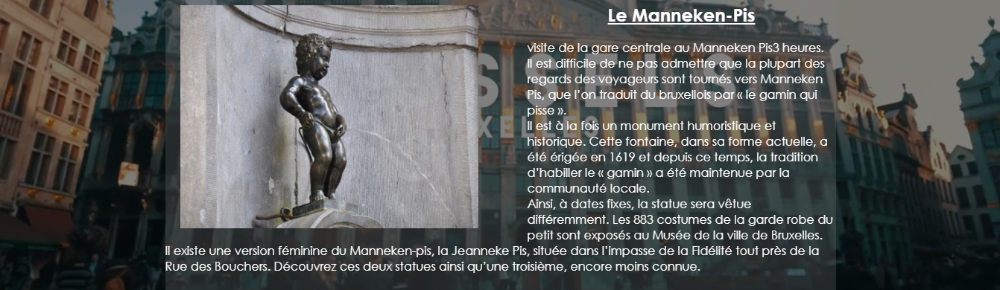 Le Manneken-Pis
visite de la gare centrale au Manneken Pis3 heures.
Il est difficile de ne pas admettre que la plupart des
regards des voyageurs sont tournés vers Manneken
Pis, que l’on traduit du bruxellois par « le gamin qui
pisse ».
Il est à la fois un monument humoristique et
historique. Cette fontaine, dans sa forme actuelle, a
été érigée en 1619 et depuis ce temps, la tradition
d’habiller le « gamin » a été maintenue par la
communauté locale.
Ainsi, à dates fixes, la statue sera vêtue
différemment. Les 883 costumes de la garde robe du
petit sont exposés au Musée de la ville de Bruxelles.
Il existe une version féminine du Manneken-pis, la Jeanneke Pis, située dans l’impasse de la Fidélité tout près de la
Rue des Bouchers. Découvrez ces deux statues ainsi qu’une troisième, encore moins connue.